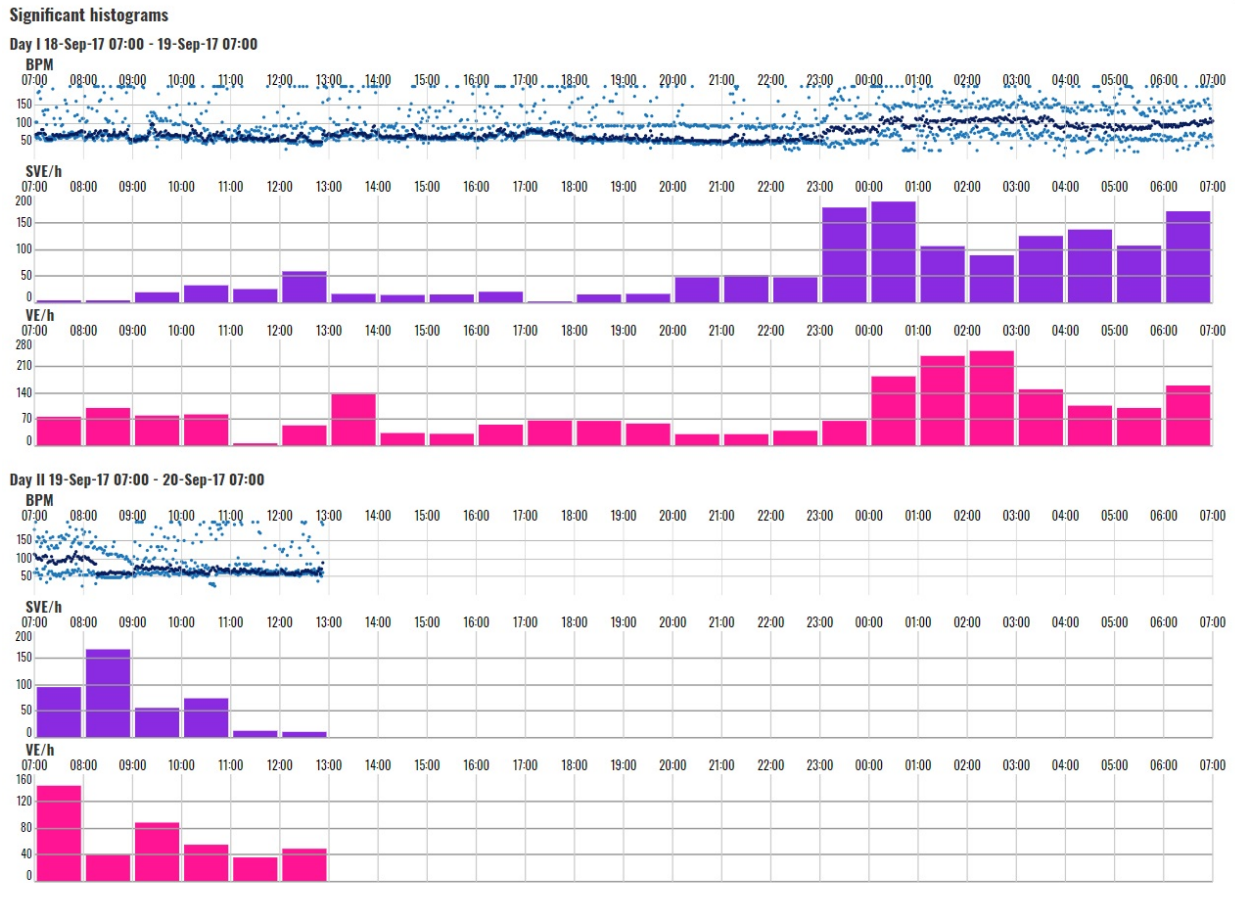 Significant histograms
Day I 18-Sep-17 07:00 - 19-Sep-17 07:00
BPM
07:00 08:00 09:00 10:00 11:00 12:00 13:00 14:00 15:00 16:00 17:00 18:00 19:00 20:00 21:00 22:00 23:00 00:00 01:00 02:00 03:00 04:00 05:00 06:00 07:00
150
100
50
SVE/h
07:00 08:00 09:00 10:00 11:00 12:00 13:00 14:00 15:00 16:00 17:00 18:00 19:00 20:00 21:00 22:00 23:00 00:00 01:00 02:00 03:00 04:00 05:00 06:00 07:00
200
150
100
50
0
VE/h
07:00 08:00 09:00 10:00 11:00 12:00 13:00 14:00 15:00 16:00 17:00 18:00 19:00 20:00 21:00 22:00 23:00 00:00 01:00 02:00 03:00 04:00 05:00 06:00 07:00
280
210
140
70
0
Day II 19-Sep-17 07:00 - 20-Sep-17 07:00
BPM
07:00 08:00 09:00 10:00 11:00 12:00 13:00 14:00 15:00 16:00 17:00 18:00 19:00 20:00 21:00 22:00 23:00 00:00 01:00 02:00 03:00 04:00 05:00 06:00 07:00
150
100
50
SVE/h
07:00 08:00 09:00 10:00 11:00 12:00 13:00 14:00 15:00 16:00 17:00 18:00 19:00 20:00 21:00 22:00 23:00 00:00 01:00 02:00 03:00 04:00 05:00 06:00 07:00
200
150
100
50
0
VE/h
07:00 08:00 09:00 10:00 11:00 12:00 13:00 14:00 15:00 16:00 17:00 18:00 19:00 20:00 21:00 22:00 23:00 00:00 01:00 02:00 03:00 04:00 05:00 06:00 07:00
160
120
80
40
0